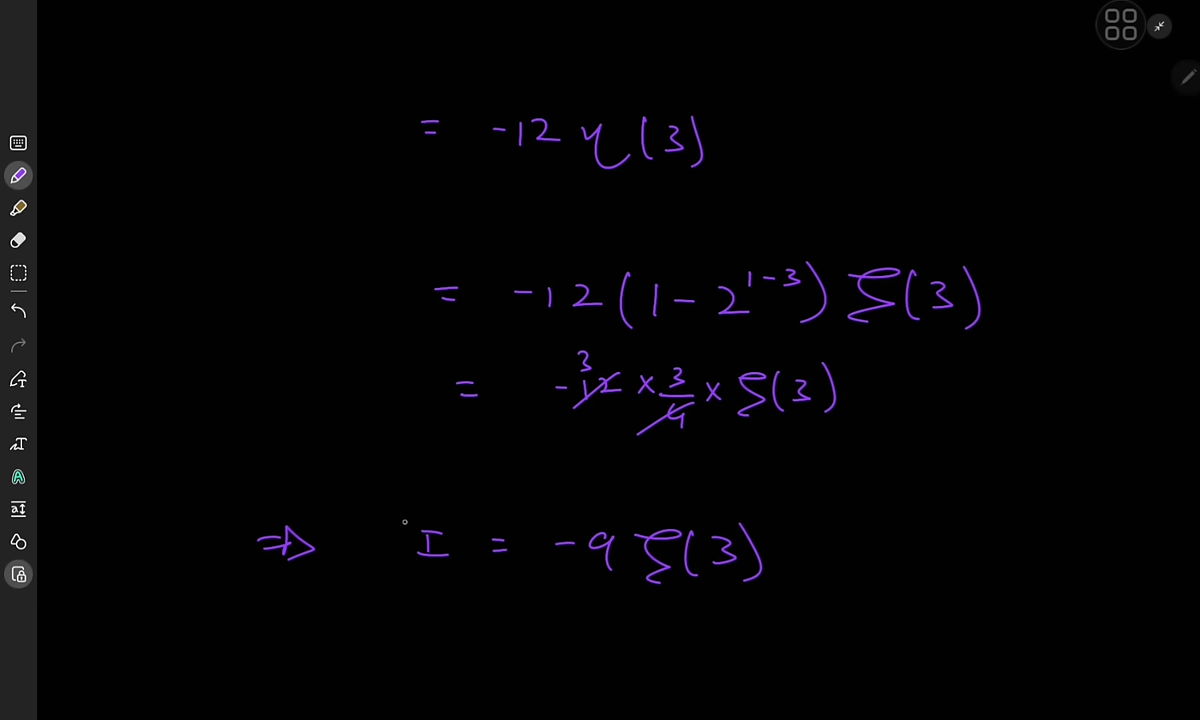 = -12 η(3)
= -12 (1 - 2^{1-3}) ζ(3)
= -12 3 × 3/4 × ζ(3)
⇒ I = -9 ζ(3)